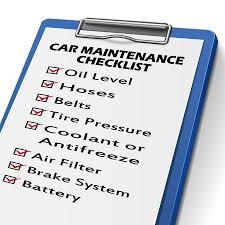 CAR MAINTENANCE
CHECKLIST
Oil Level
Hoses
Belts
Tire Pressure
Coolant or
Antifreeze
Air Filter
Brake System
Battery